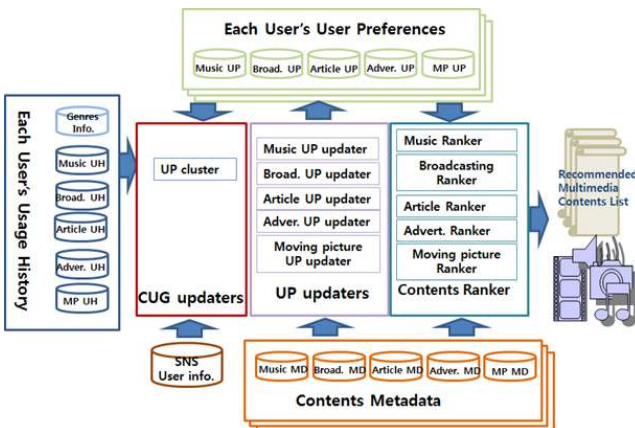 Each User's User Preferences
Music UP
Broad. UP
Article UP
Adver. UP
MP UP
Each User's Usage History
Genres
Info.
Music UH
Broad. UH
Article UH
Adver. UH
MP UH
UP cluster
CUG updaters
Music UP updater
Broad. UP updater
Article UP updater
Adver. UP updater
Moving picture
UP updater
UP updaters
Music Ranker
Broadcasting
Ranker
Article Ranker
Advert. Ranker
Moving picture
Ranker
Contents Ranker
Recommended
Multimedia
Contents List
SNS
User info.
Music MD
Broad. MD
Article MD
Adver. MD
MP MD
Contents Metadata